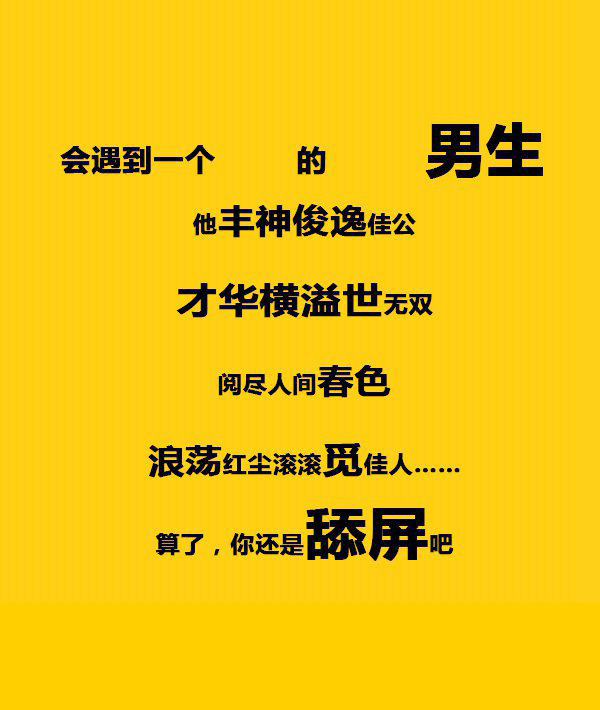 会遇到一个 的 男生
他丰神俊逸佳公
才华横溢世无双
阅尽人间春色
浪荡红尘滚滚觅佳人……
算了，你还是舔屏吧